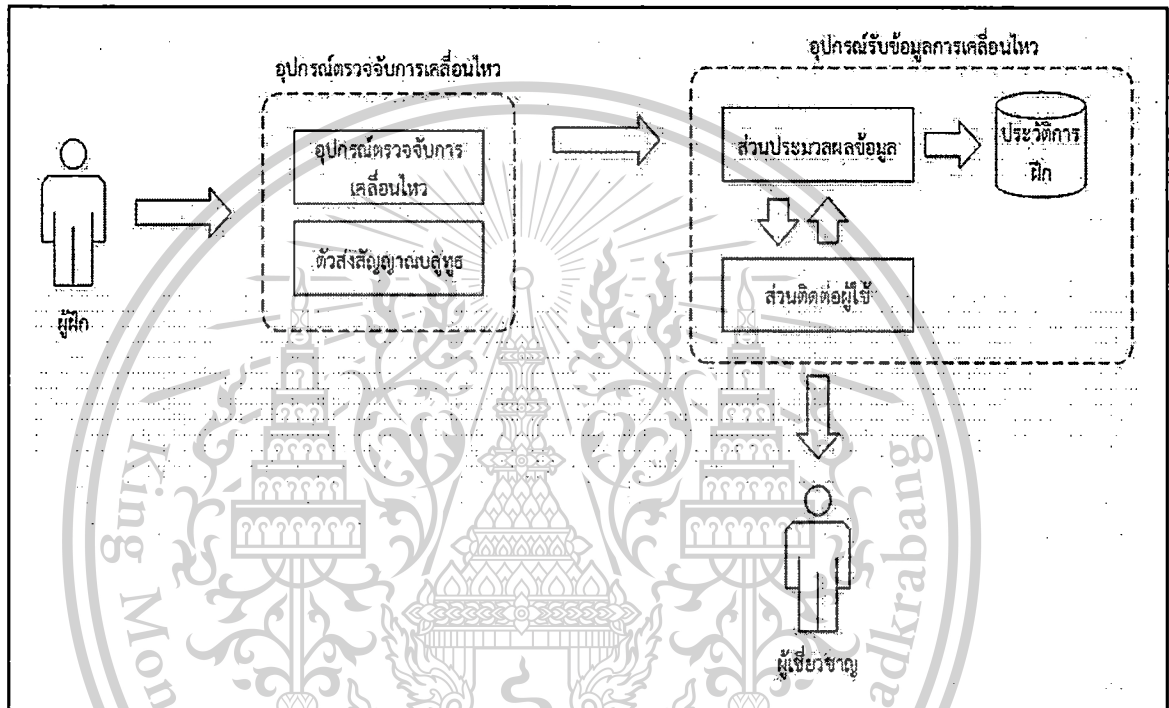 อุปกรณ์ตรวจจับการเคลื่อนไหว
อุปกรณ์ตรวจจับการ
เคลื่อนไหว
ตัวส่งสัญญาณบลูทูธ
ผู้ฝึก
อุปกรณ์รับข้อมูลการเคลื่อนไหว
ส่วนประมวลผลข้อมูล
ประวัติการ
ฝึก
ส่วนติดต่อผู้ใช้
ผู้เชี่ยวชาญ
King Mon
adkrabang